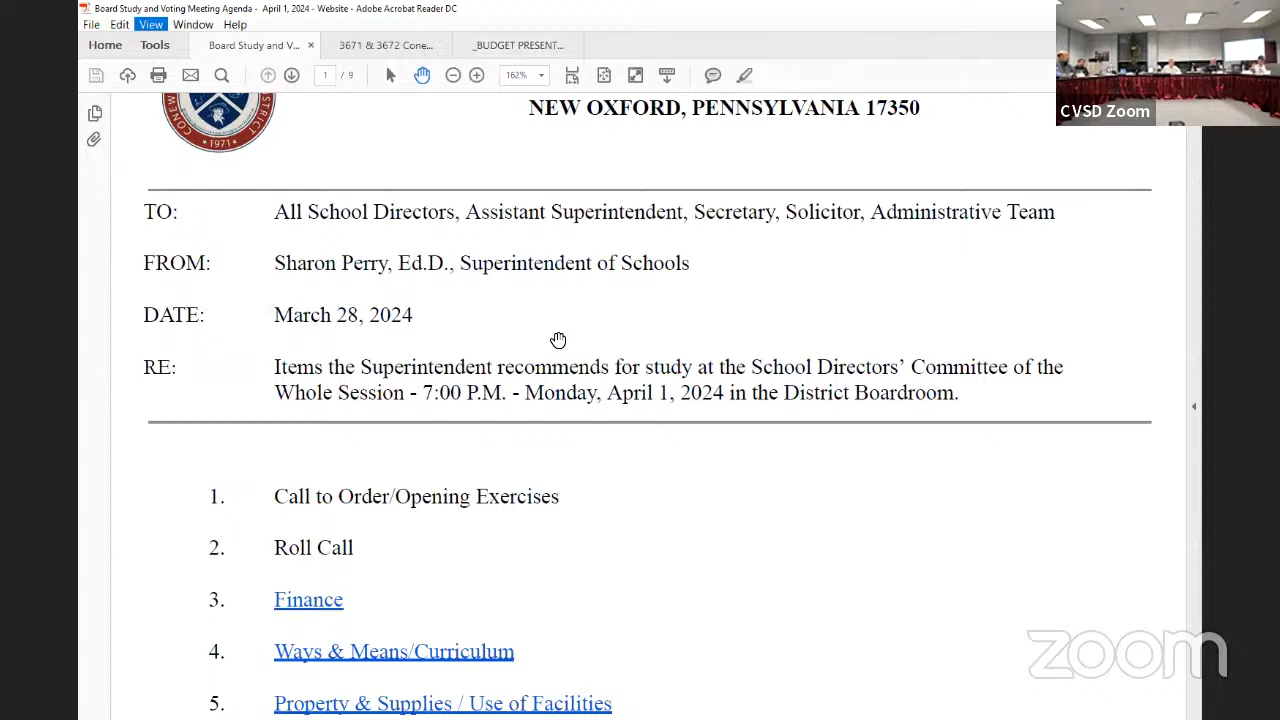 Board Study and Voting Meeting Agenda - April 1, 2024 - Website - Adobe Acrobat Reader DC
File Edit View Window Help
Home Tools Board Study and V... × 3671 & 3672 Cone... _BUDGET PRESENT...
1 / 9 162%
CONEW
DISTRICT
• 1971 •
NEW OXFORD, PENNSYLVANIA 17350
CVSD Zoom
TO: All School Directors, Assistant Superintendent, Secretary, Solicitor, Administrative Team
FROM: Sharon Perry, Ed.D., Superintendent of Schools
DATE: March 28, 2024
RE: Items the Superintendent recommends for study at the School Directors’ Committee of the
Whole Session - 7:00 P.M. - Monday, April 1, 2024 in the District Boardroom.
1. Call to Order/Opening Exercises
2. Roll Call
3. Finance
4. Ways & Means/Curriculum
5. Property & Supplies / Use of Facilities
zoom